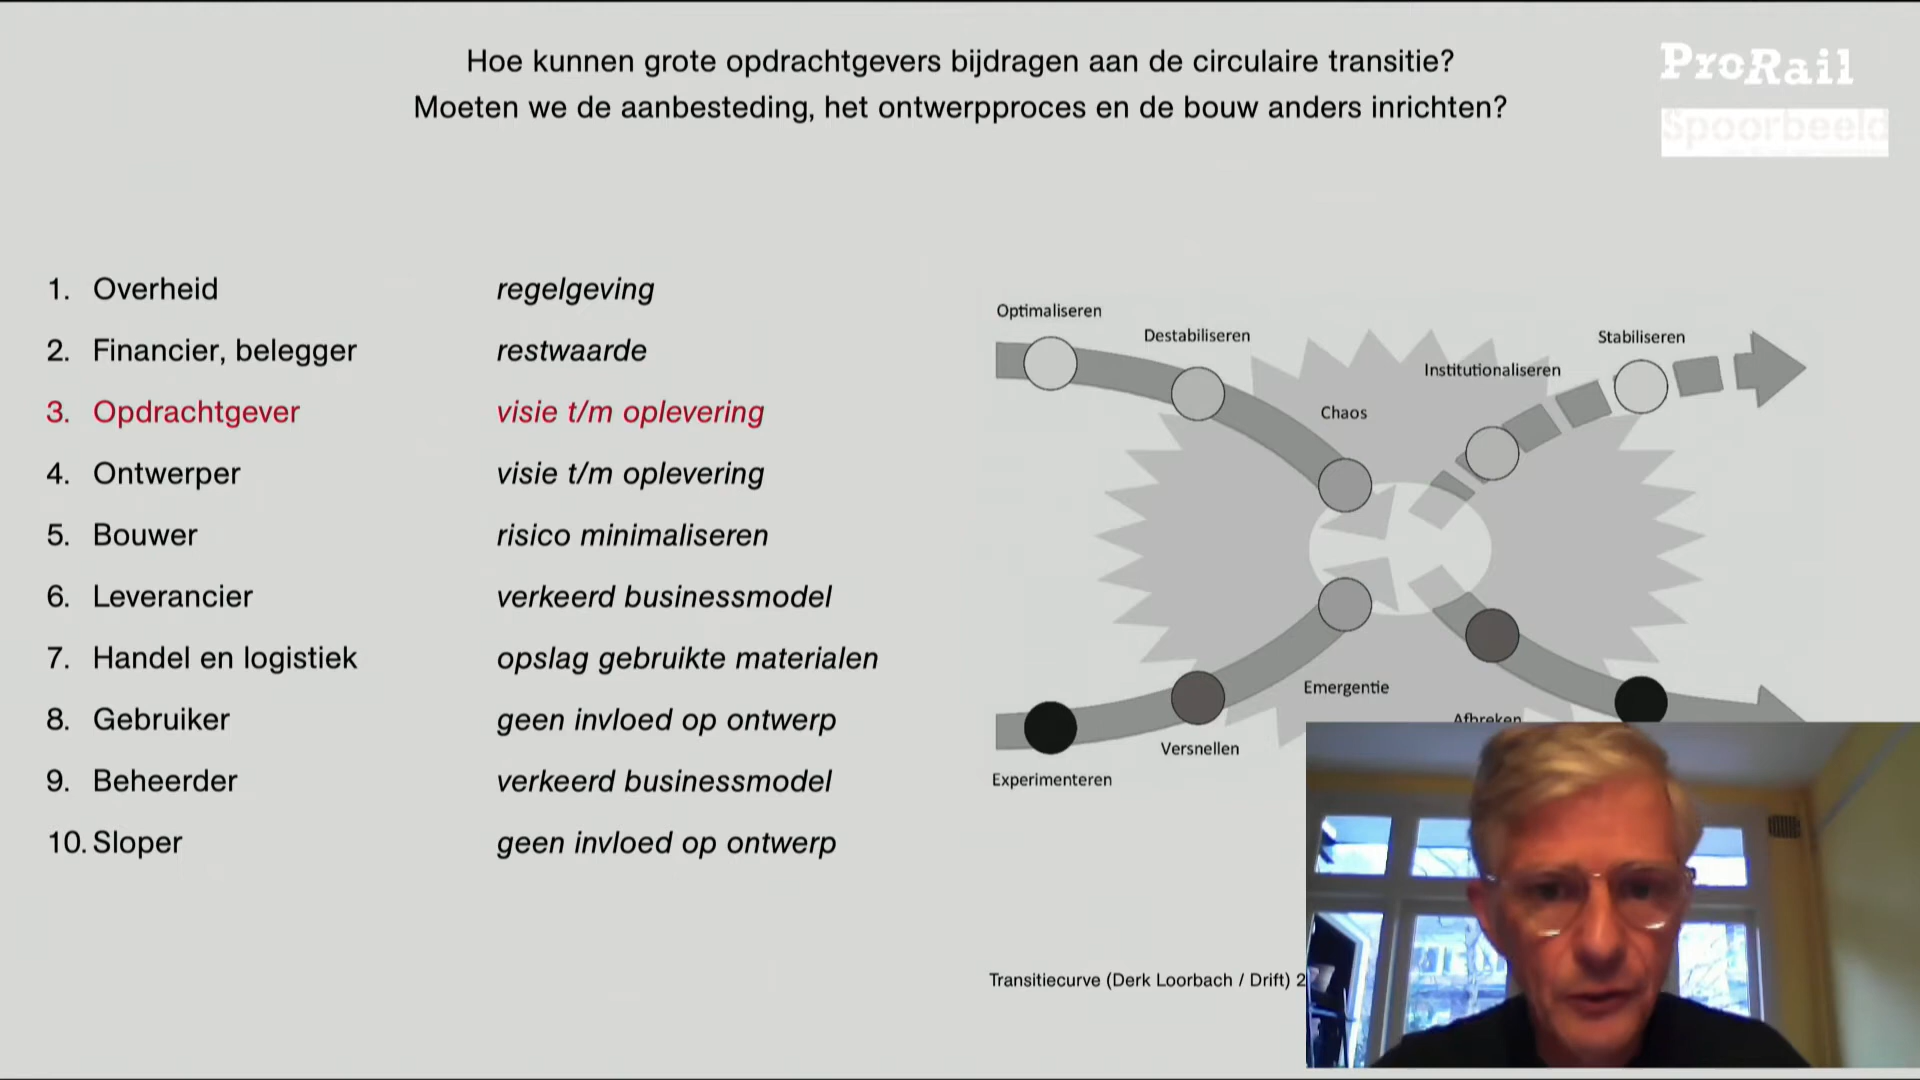 Hoe kunnen grote opdrachtgevers bijdragen aan de circulaire transitie?
Moeten we de aanbesteding, het ontwerpproces en de bouw anders inrichten?
ProRail
Spoorbeeld
1. Overheid regelgeving
2. Financier, belegger restwaarde
3. Opdrachtgever visie t/m oplevering
4. Ontwerper visie t/m oplevering
5. Bouwer risico minimaliseren
6. Leverancier verkeerd businessmodel
7. Handel en logistiek opslag gebruikte materialen
8. Gebruiker geen invloed op ontwerp
9. Beheerder verkeerd businessmodel
10. Sloper geen invloed op ontwerp
Optimaliseren
Destabiliseren
Chaos
Institutionaliseren
Stabiliseren
Experimenteren
Versnellen
Emergentie
Afbreken
Transitiecurve (Derk Loorbach / Drift) 2